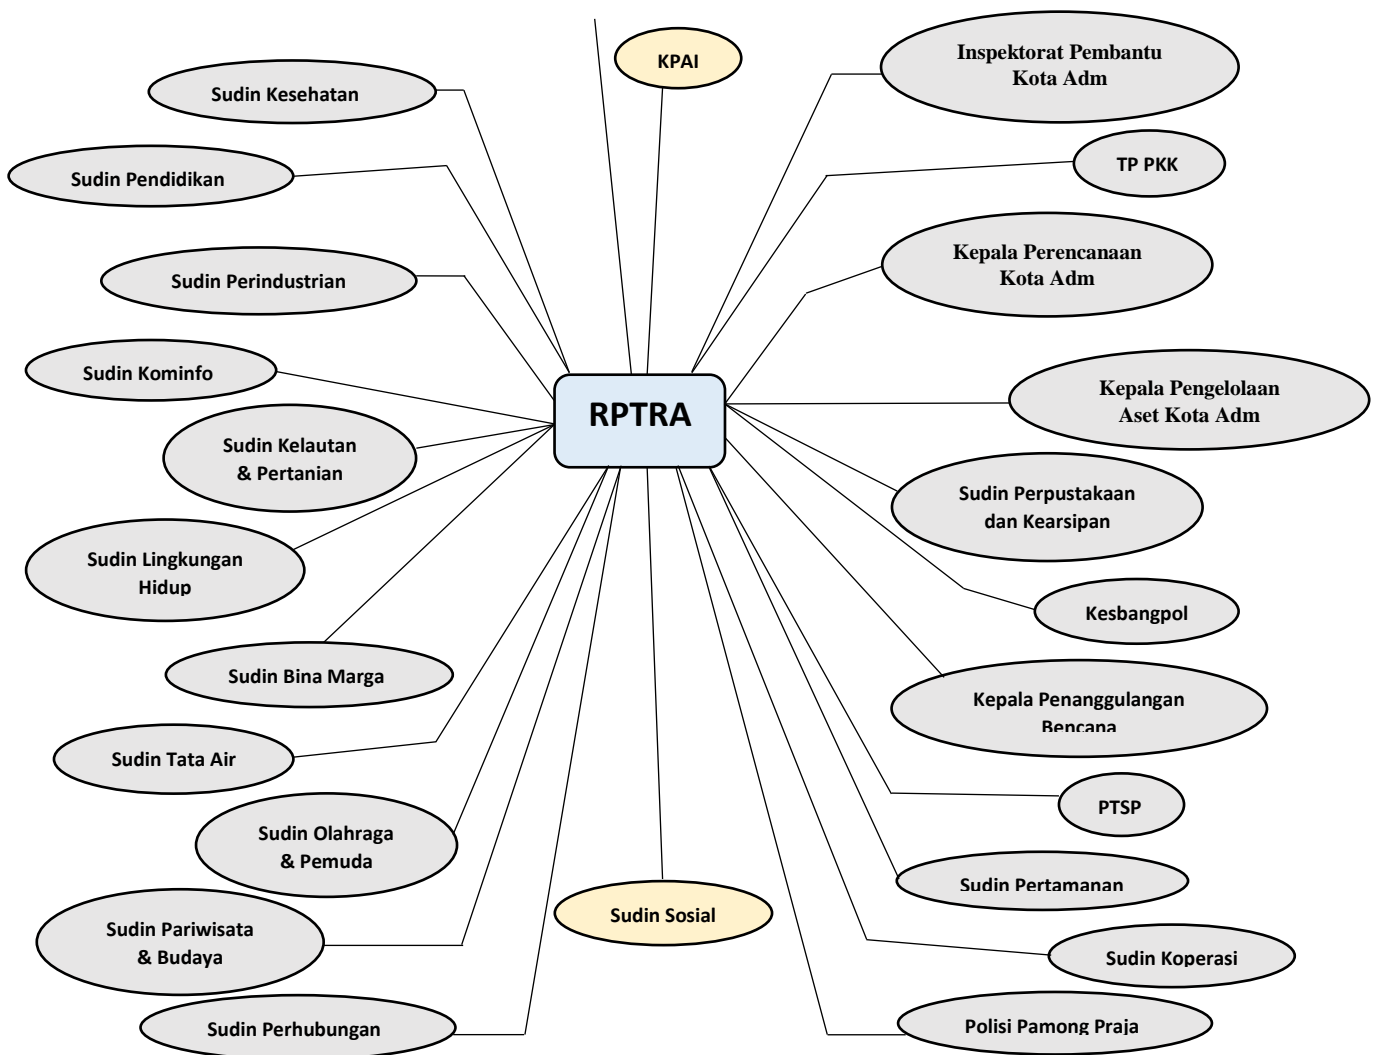 KPAI
Inspektorat Pembantu
Kota Adm
Sudin Kesehatan
TP PKK
Sudin Pendidikan
Kepala Perencanaan
Kota Adm
Sudin Perindustrian
Sudin Kominfo
Kepala Pengelolaan
Aset Kota Adm
RPTRA
Sudin Kelautan
& Pertanian
Sudin Perpustakaan
dan Kearsipan
Sudin Lingkungan
Hidup
Kesbangpol
Sudin Bina Marga
Kepala Penanggulangan
Bencana
Sudin Tata Air
PTSP
Sudin Olahraga
& Pemuda
Sudin Pertamanan
Sudin Sosial
Sudin Pariwisata
& Budaya
Sudin Koperasi
Sudin Perhubungan
Polisi Pamong Praja